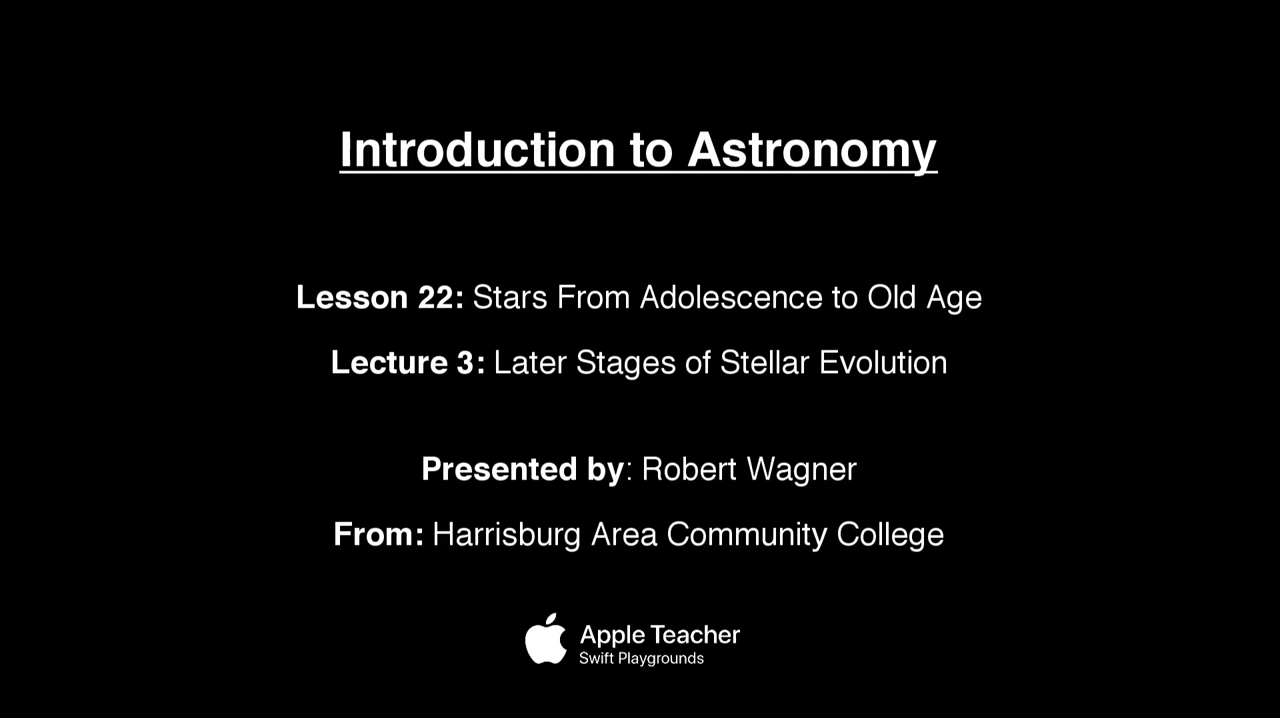 Introduction to Astronomy
Lesson 22: Stars From Adolescence to Old Age
Lecture 3: Later Stages of Stellar Evolution
Presented by: Robert Wagner
From: Harrisburg Area Community College
Apple Teacher
Swift Playgrounds